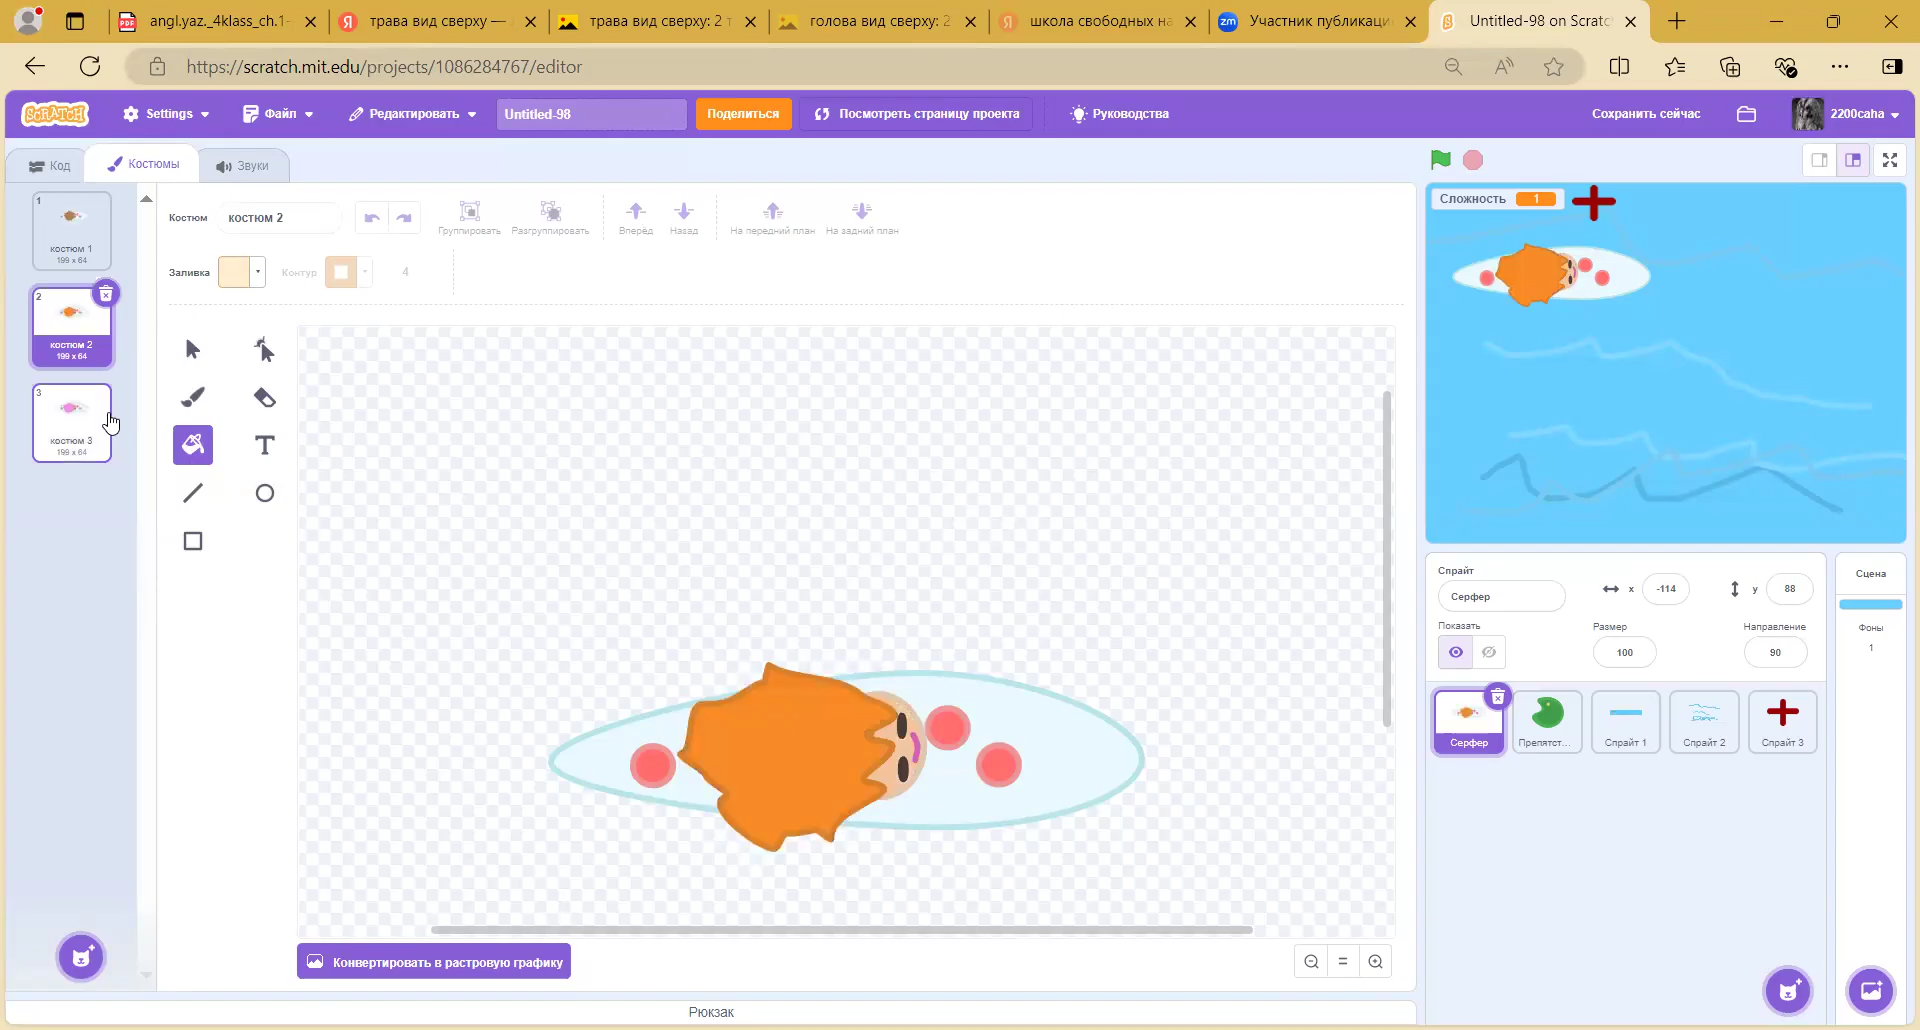 angl.yaz._4klass_ch.1-
трава вид сверху —
трава вид сверху: 2 т
голова вид сверху: 2
школа свободных на
Участник публикаци
Untitled-98 on Scratc
https://scratch.mit.edu/projects/1086284767/editor
SCRATCH
Settings
Файл
Редактировать
Untitled-98
Поделиться
Посмотреть страницу проекта
Руководства
Сохранить сейчас
2200caha
Код
Костюмы
Звуки
1
костюм 1
199 x 64
2
костюм 2
199 x 64
3
костюм 3
199 x 64
Костюм
костюм 2
Группировать
Разгруппировать
Вперёд
Назад
На передний план
На задний план
Заливка
Контур
4
Конвертировать в растровую графику
Рюкзак
Сложность
1
Спрайт
Серфер
x
-114
y
88
Показать
Размер
100
Направление
90
Серфер
Препятст...
Спрайт 1
Спрайт 2
Спрайт 3
Сцена
Фоны
1